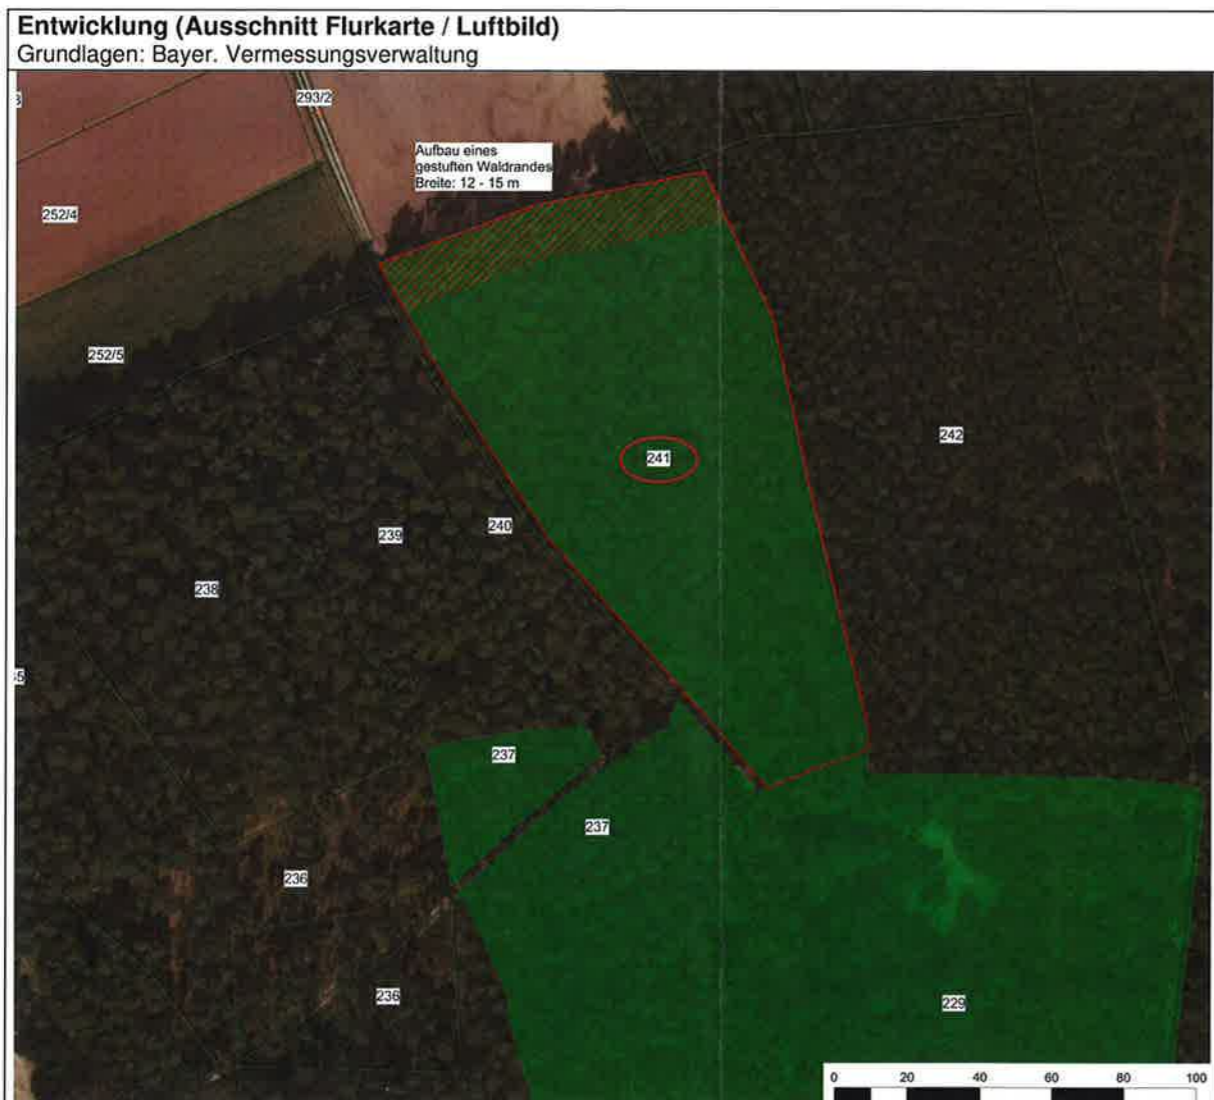 Entwicklung (Ausschnitt Flurkarte / Luftbild)
Grundlagen: Bayer. Vermessungsverwaltung
293/2
Aufbau eines
gestuften Waldrandes
Breite: 12 - 15 m
252/4
252/5
242
241
240
239
238
237
237
236
236
229
0 20 40 60 80 100